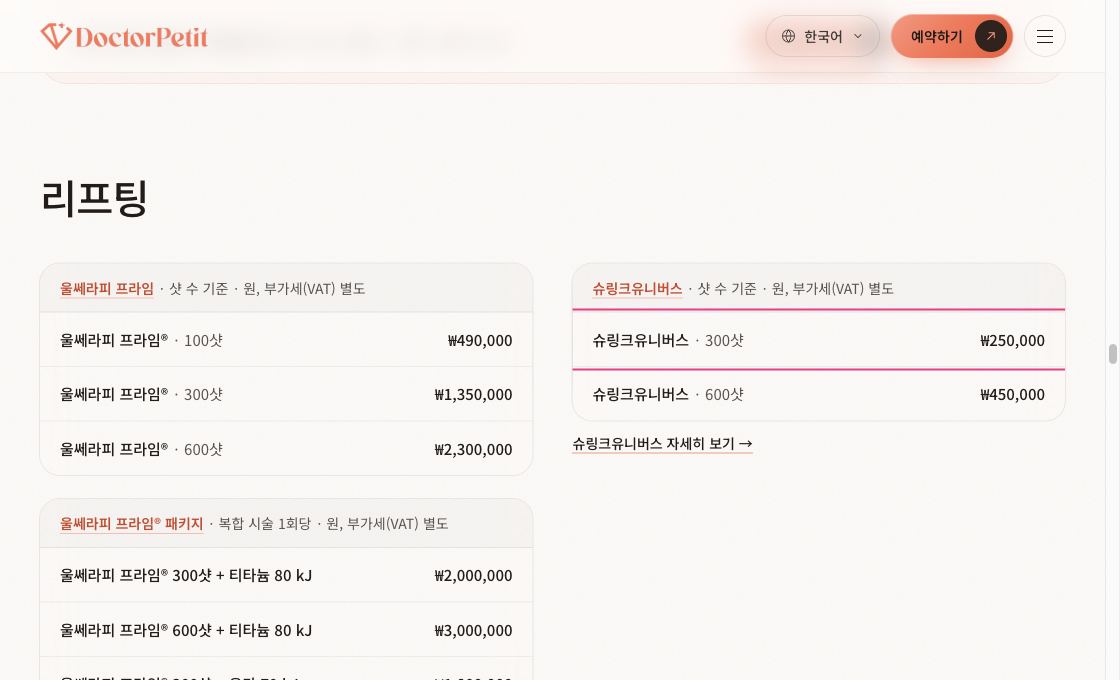 DoctorPetit
한국어
예약하기
리프팅
울쎄라피 프라임 · 샷 수 기준 · 원, 부가세(VAT) 별도
울쎄라피 프라임® · 100샷 ₩490,000
울쎄라피 프라임® · 300샷 ₩1,350,000
울쎄라피 프라임® · 600샷 ₩2,300,000
울쎄라피 프라임® 패키지 · 복합 시술 1회당 · 원, 부가세(VAT) 별도
울쎄라피 프라임® 300샷 + 티타늄 80 kJ ₩2,000,000
울쎄라피 프라임® 600샷 + 티타늄 80 kJ ₩3,000,000
슈링크유니버스 · 샷 수 기준 · 원, 부가세(VAT) 별도
슈링크유니버스 · 300샷 ₩250,000
슈링크유니버스 · 600샷 ₩450,000
슈링크유니버스 자세히 보기 →